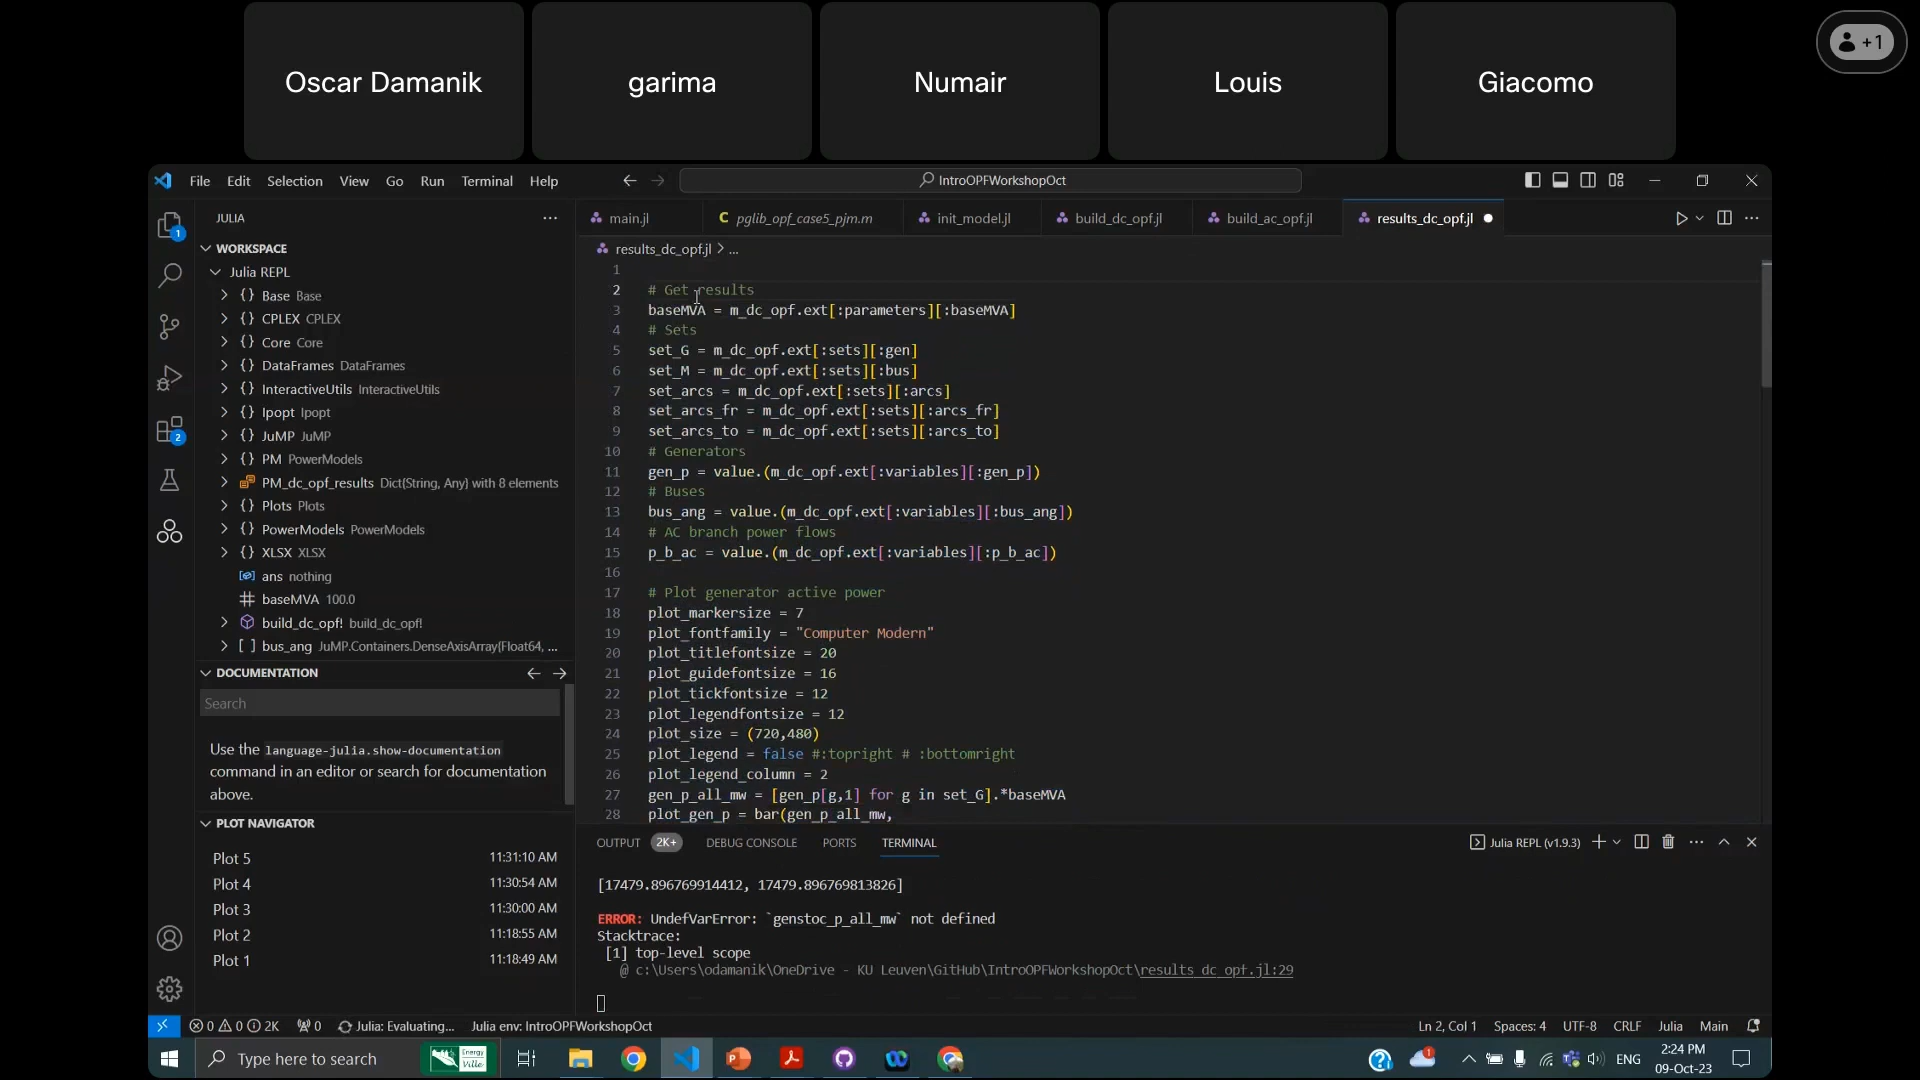 Oscar Damanik
garima
Numair
Louis
Giacomo
+1
File Edit Selection View Go Run Terminal Help
IntroOPFWorkshopOct
JULIA
main.jl
pglib_opf_case5_pjm.m
init_model.jl
build_dc_opf.jl
build_ac_opf.jl
results_dc_opf.jl
WORKSPACE
Julia REPL
Base Base
CPLEX CPLEX
Core Core
DataFrames DataFrames
InteractiveUtils InteractiveUtils
Ipopt Ipopt
JuMP JuMP
PM PowerModels
PM_dc_opf_results Dict{String, Any} with 8 elements
Plots Plots
PowerModels PowerModels
XLSX XLSX
ans nothing
baseMVA 100.0
build_dc_opf! build_dc_opf!
bus_ang JuMP.Containers.DenseAxisArray{Float64, ...
DOCUMENTATION
Search
Use the language-julia.show-documentation
command in an editor or search for documentation
above.
PLOT NAVIGATOR
Plot 5 11:31:10 AM
Plot 4 11:30:54 AM
Plot 3 11:30:00 AM
Plot 2 11:18:55 AM
Plot 1 11:18:49 AM
results_dc_opf.jl > ...
1
2 # Get results
3 baseMVA = m_dc_opf.ext[:parameters][:baseMVA]
4 # Sets
5 set_G = m_dc_opf.ext[:sets][:gen]
6 set_M = m_dc_opf.ext[:sets][:bus]
7 set_arcs = m_dc_opf.ext[:sets][:arcs]
8 set_arcs_fr = m_dc_opf.ext[:sets][:arcs_fr]
9 set_arcs_to = m_dc_opf.ext[:sets][:arcs_to]
10 # Generators
11 gen_p = value.(m_dc_opf.ext[:variables][:gen_p])
12 # Buses
13 bus_ang = value.(m_dc_opf.ext[:variables][:bus_ang])
14 # AC branch power flows
15 p_b_ac = value.(m_dc_opf.ext[:variables][:p_b_ac])
16
17 # Plot generator active power
18 plot_markersize = 7
19 plot_fontfamily = "Computer Modern"
20 plot_titlefontsize = 20
21 plot_guidefontsize = 16
22 plot_tickfontsize = 12
23 plot_legendfontsize = 12
24 plot_size = (720,480)
25 plot_legend = false #:topright # :bottomright
26 plot_legend_column = 2
27 gen_p_all_mw = [gen_p[g,1] for g in set_G].*baseMVA
28 plot_gen_p = bar(gen_p_all_mw,
OUTPUT 2K+ DEBUG CONSOLE PORTS TERMINAL
Julia REPL (v1.9.3)
[17479.896769914412, 17479.896769813826]
ERROR: UndefVarError: `genstoc_p_all_mw` not defined
Stacktrace:
[1] top-level scope
@ c:\Users\odamanik\OneDrive - KU Leuven\GitHub\IntroOPFWorkshopOct\results_dc_opf.jl:29
0 0 2K 0 Julia: Evaluating... Julia env: IntroOPFWorkshopOct
Ln 2, Col 1 Spaces: 4 UTF-8 CRLF Julia Main
Type here to search
Energy
Ville
ENG
2:24 PM
09-Oct-23